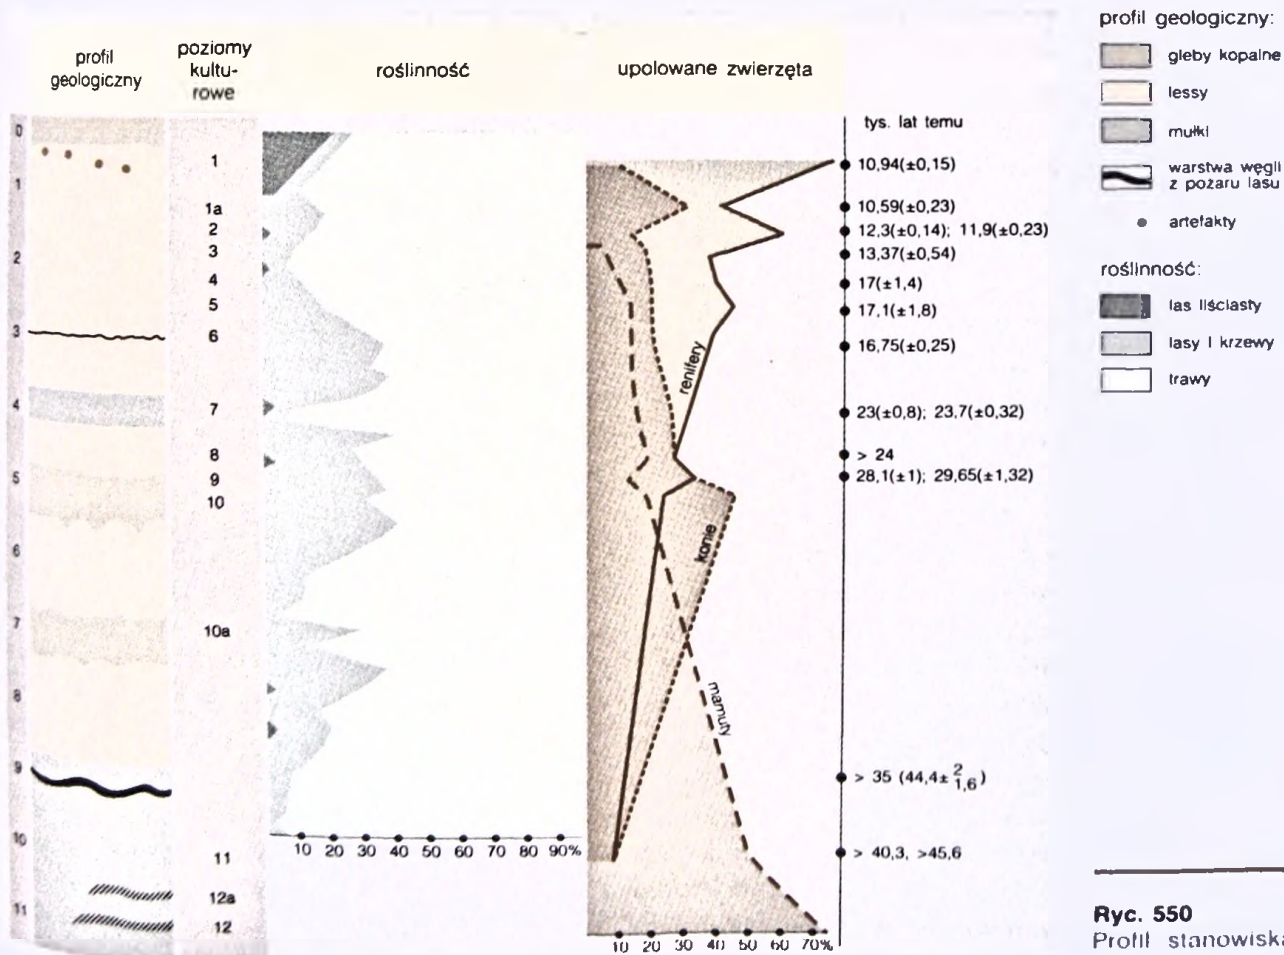 profil
geologiczny
poziomy
kultu-
rowe
roślinność
upolowane zwierzęta
0
1
2
3
4
5
6
7
8
9
10
11
1
1a
2
3
4
5
6
7
8
9
10
10a
11
12a
12
10 20 30 40 50 60 70 80 90%
renifery
konie
mamuty
10 20 30 40 50 60 70%
tys. lat temu
10,94(±0,15)
10,59(±0,23)
12,3(±0,14); 11,9(±0,23)
13,37(±0,54)
17(±1,4)
17,1(±1,8)
16,75(±0,25)
23(±0,8); 23,7(±0,32)
> 24
28,1(±1); 29,65(±1,32)
> 35 (44,4± 2 1,6)
> 40,3, >45,6
profil geologiczny:
gleby kopalne
lessy
mułki
warstwa węgli
z pożaru lasu
artefakty
roślinność:
las liściasty
lasy i krzewy
trawy
Ryc. 550
Profil stanowiska